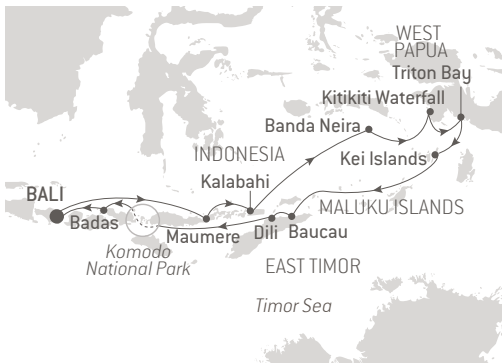 WEST
PAPUA
Triton Bay
Kitikiti Waterfall
Banda Neira
INDONESIA
Kei Islands
Kalabahi
BALI
MALUKU ISLANDS
Badas
Maumere
Dili
Baucau
Komodo
National Park
EAST TIMOR
Timor Sea